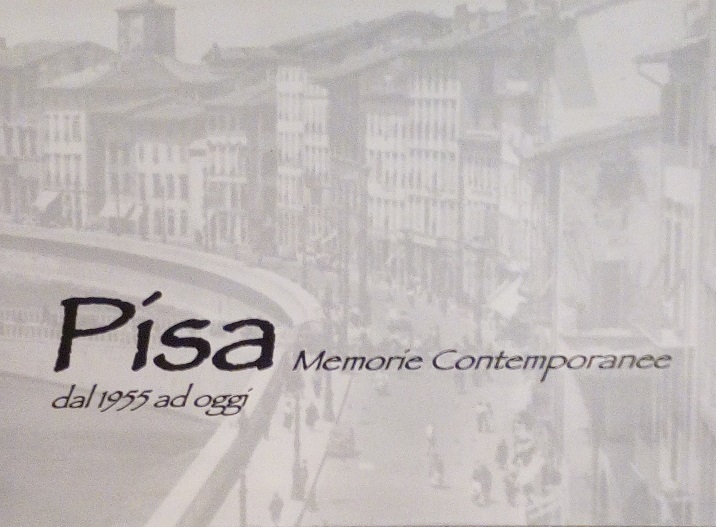 Pisa Memorie Contemporanee
dal 1955 ad oggi